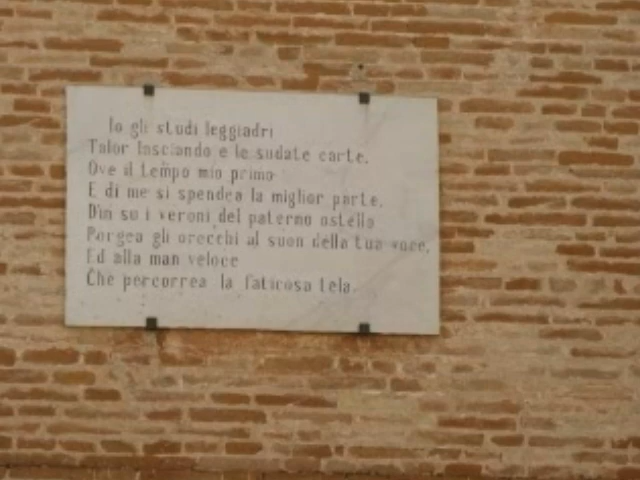 Io gli studi leggiadri
Talor lasciando e le sudate carte,
Ove il tempo mio primo
E di me si spendea la miglior parte,
D'in su i veroni del paterno ostello
Porgea gli orecchi al suon della tua voce,
Ed alla man veloce
Che percorrea la faticosa tela.